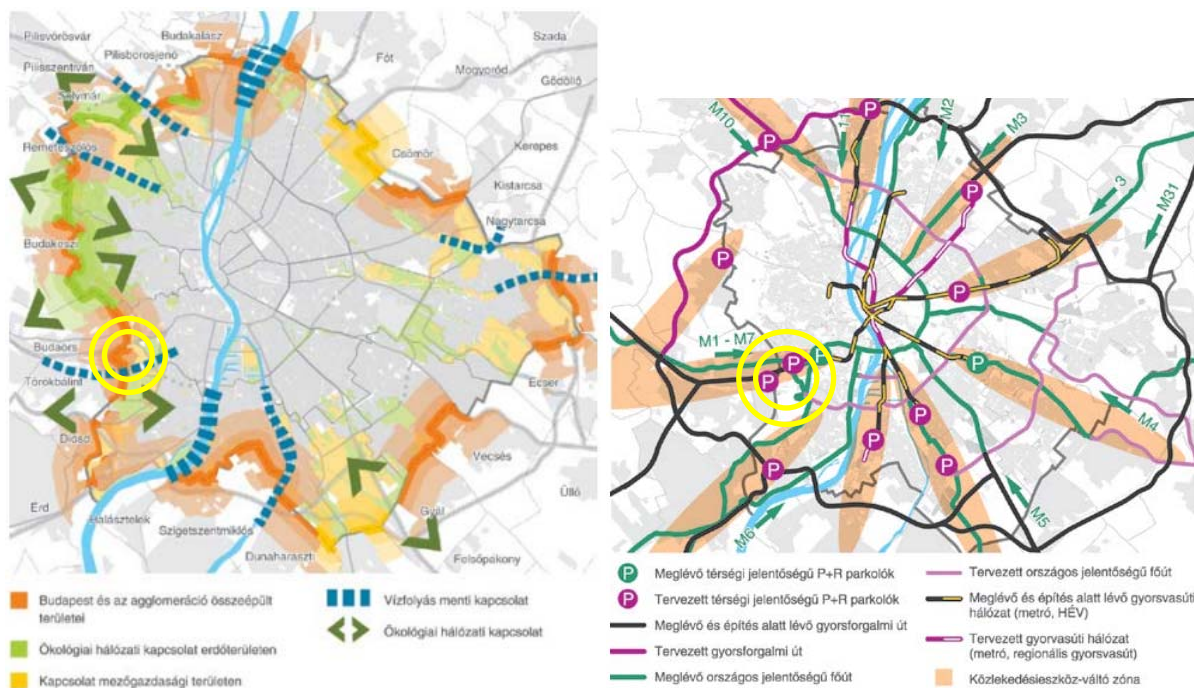 Pilisvörösvár
Budakalász
Szada
Pilisborosjenő
Fót
Pilisszentiván
Mogyoród
Gödöllő
Solymár
Remeteszőlős
Csömör
Kerepes
Kistarcsa
Nagytarcsa
Budakeszi
Budaörs
Törökbálint
Ecser
Diósd
Vecsés
Üllő
Érd
Halásztelek
Gyál
Szigetszentmiklós
Felsőpakony
Dunaharaszti
Budapest és az agglomeráció összeépült
területei
Ökológiai hálózati kapcsolat erdőterületen
Kapcsolat mezőgazdasági területen
Vízfolyás menti kapcsolat
Ökológiai hálózati kapcsolat
M10
11
M2
M3
3
M31
M1 - M7
M4
M5
M6
P
P
P
P
P
P
P
P
P
P
P
P
P
P Meglévő térségi jelentőségű P+R parkolók
P Tervezett térségi jelentőségű P+R parkolók
Meglévő és építés alatt lévő gyorsforgalmi út
Tervezett gyorsforgalmi út
Meglévő országos jelentőségű főút
Tervezett országos jelentőségű főút
Meglévő és építés alatt lévő gyorsvasúti
hálózat (metró, HÉV)
Tervezett gyorvasúti hálózat
(metró, regionális gyorsvasút)
Közlekedésieszköz-váltó zóna